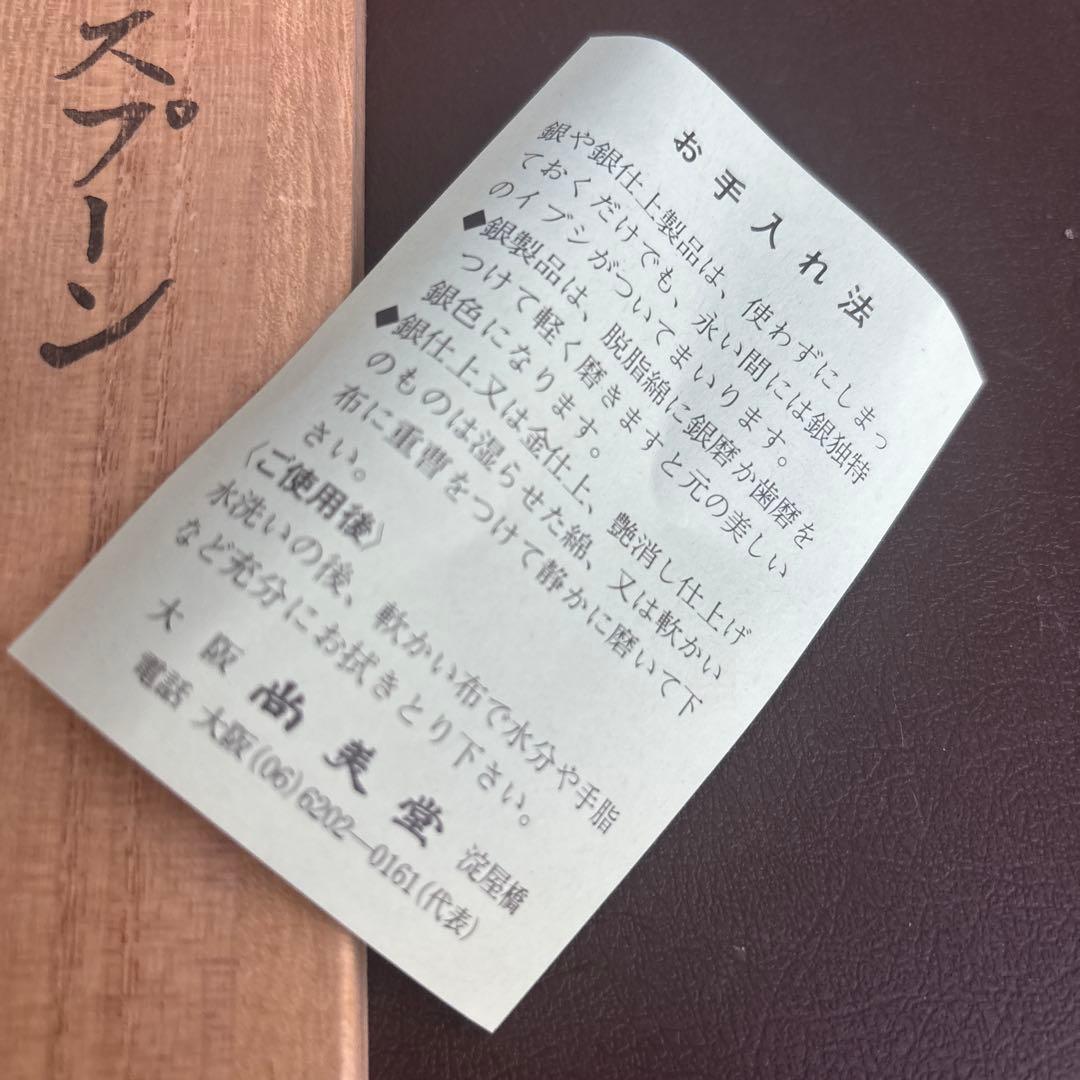 スプーン
お手入れ法
銀や銀仕上製品は、使わずにしまっ
ておくだけでも、永い間には銀独特
のイブシがついてまいります。
◆銀製品は、脱脂綿に銀磨か歯磨を
つけて軽く磨きますと元の美しい
銀色になります。
◆銀仕上又は金仕上、艶消し仕上げ
のものは湿らせた綿、又は軟かい
布に重曹をつけて静かに磨いて下
さい。
〈ご使用後〉
水洗いの後、軟かい布で水分や手脂
など充分にお拭きとり下さい。
大阪 尚美堂 淀屋橋
電話 大阪(06)6202―0161(代表)